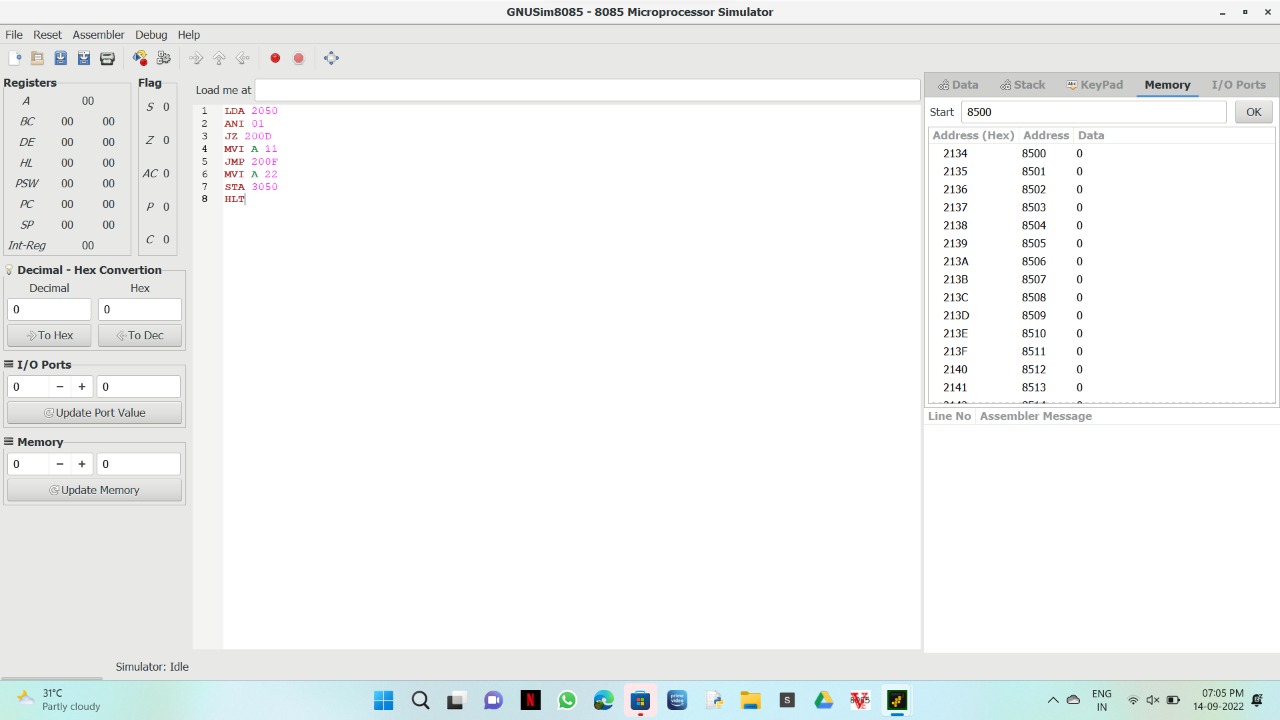 GNUSim8085 - 8085 Microprocessor Simulator
File Reset Assembler Debug Help
Registers
A 00
BC 00 00
DE 00 00
HL 00 00
PSW 00 00
PC 00 00
SP 00 00
Int-Reg 00
Flag
S 0
Z 0
AC 0
P 0
C 0
Decimal - Hex Convertion
Decimal Hex
0 0
To Hex To Dec
I/O Ports
0 − + 0
Update Port Value
Memory
0 − + 0
Update Memory
Load me at
1 LDA 2050
2 ANI 01
3 JZ 200D
4 MVI A 11
5 JMP 200F
6 MVI A 22
7 STA 3050
8 HLT
Data Stack KeyPad Memory I/O Ports
Start 8500 OK
Address (Hex) Address Data
2134 8500 0
2135 8501 0
2136 8502 0
2137 8503 0
2138 8504 0
2139 8505 0
213A 8506 0
213B 8507 0
213C 8508 0
213D 8509 0
213E 8510 0
213F 8511 0
2140 8512 0
2141 8513 0
Line No Assembler Message
Simulator: Idle
31°C
Partly cloudy
ENG
IN
07:05 PM
14-09-2022